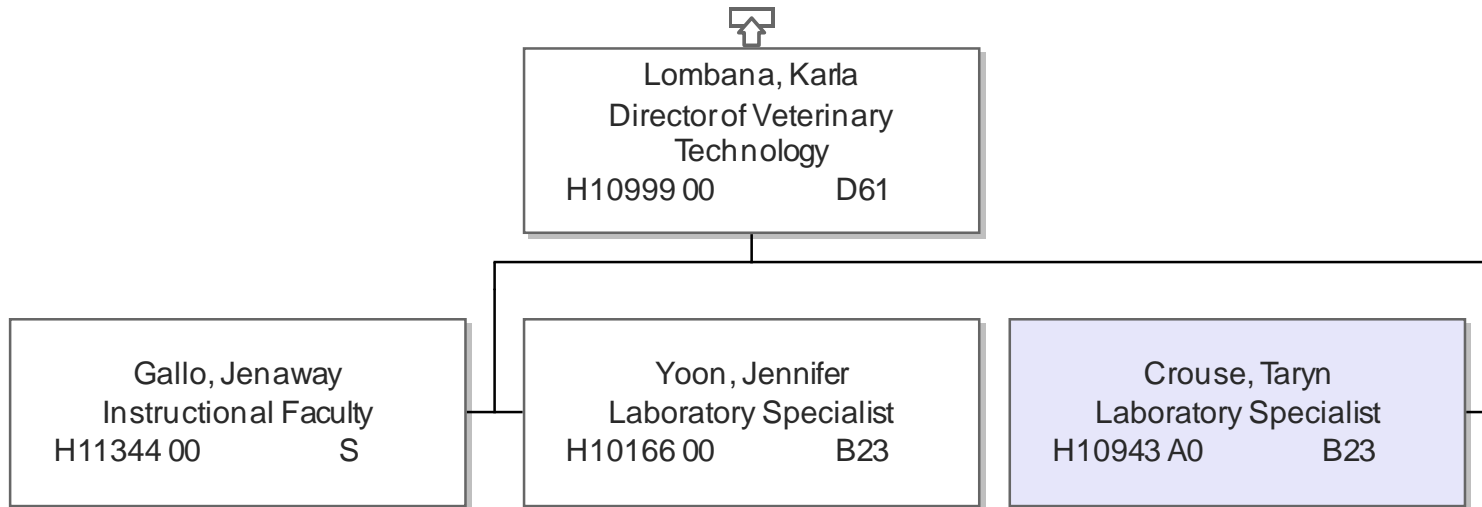 Lombana, Karla
Director of Veterinary
Technology
H10999 00 D61
Gallo, Jenaway
Instructional Faculty
H11344 00 S
Yoon, Jennifer
Laboratory Specialist
H10166 00 B23
Crouse, Taryn
Laboratory Specialist
H10943 A0 B23